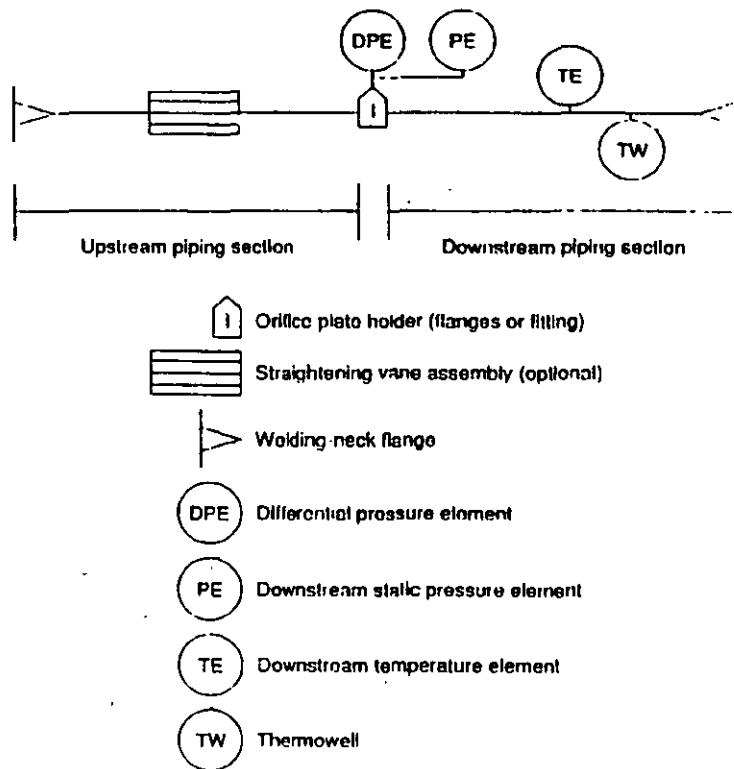 DPE PE
TE
I
TW
Upstream piping section Downstream piping section
I Orifice plate holder (flanges or fitting)
Straightening vane assembly (optional)
Welding-neck flange
DPE Differential pressure element
PE Downstream static pressure element
TE Downstream temperature element
TW Thermowell